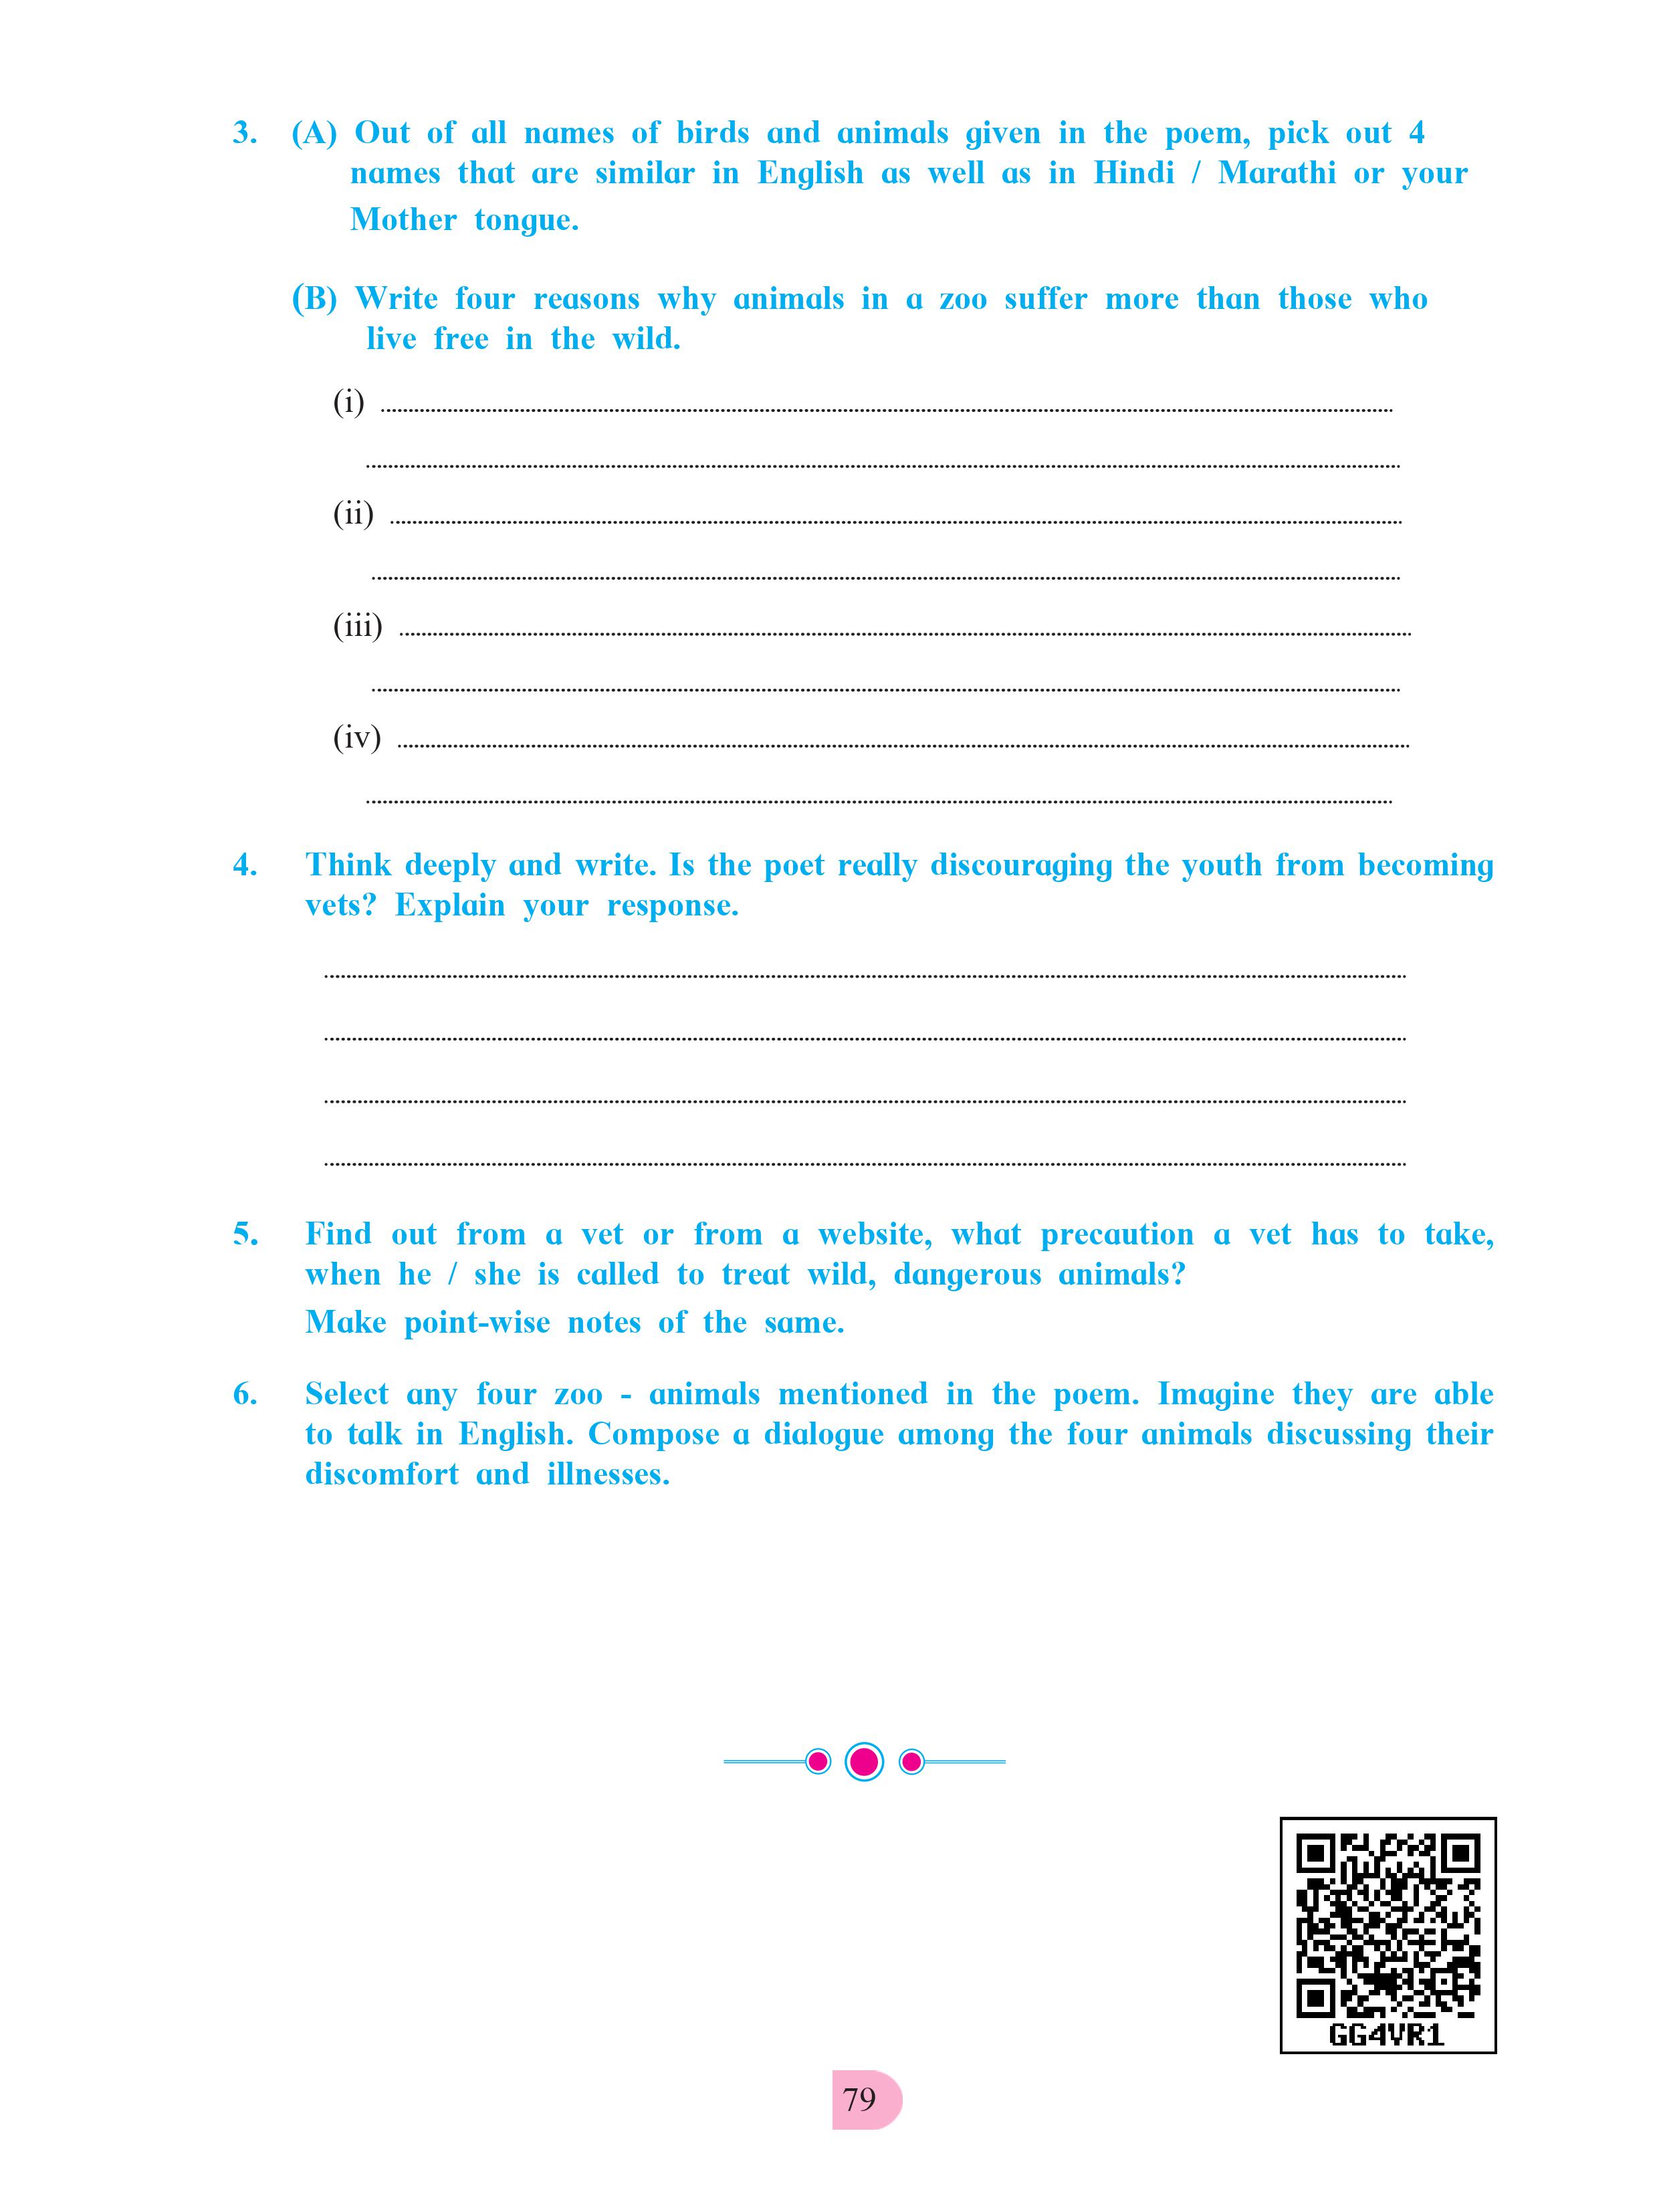 3. (A) Out of all names of birds and animals given in the poem, pick out 4
names that are similar in English as well as in Hindi / Marathi or your
Mother tongue.
(B) Write four reasons why animals in a zoo suffer more than those who
live free in the wild.
(i)
(ii)
(iii)
(iv)
4. Think deeply and write. Is the poet really discouraging the youth from becoming
vets? Explain your response.
5. Find out from a vet or from a website, what precaution a vet has to take,
when he / she is called to treat wild, dangerous animals?
Make point-wise notes of the same.
6. Select any four zoo - animals mentioned in the poem. Imagine they are able
to talk in English. Compose a dialogue among the four animals discussing their
discomfort and illnesses.
GG4VR1
79